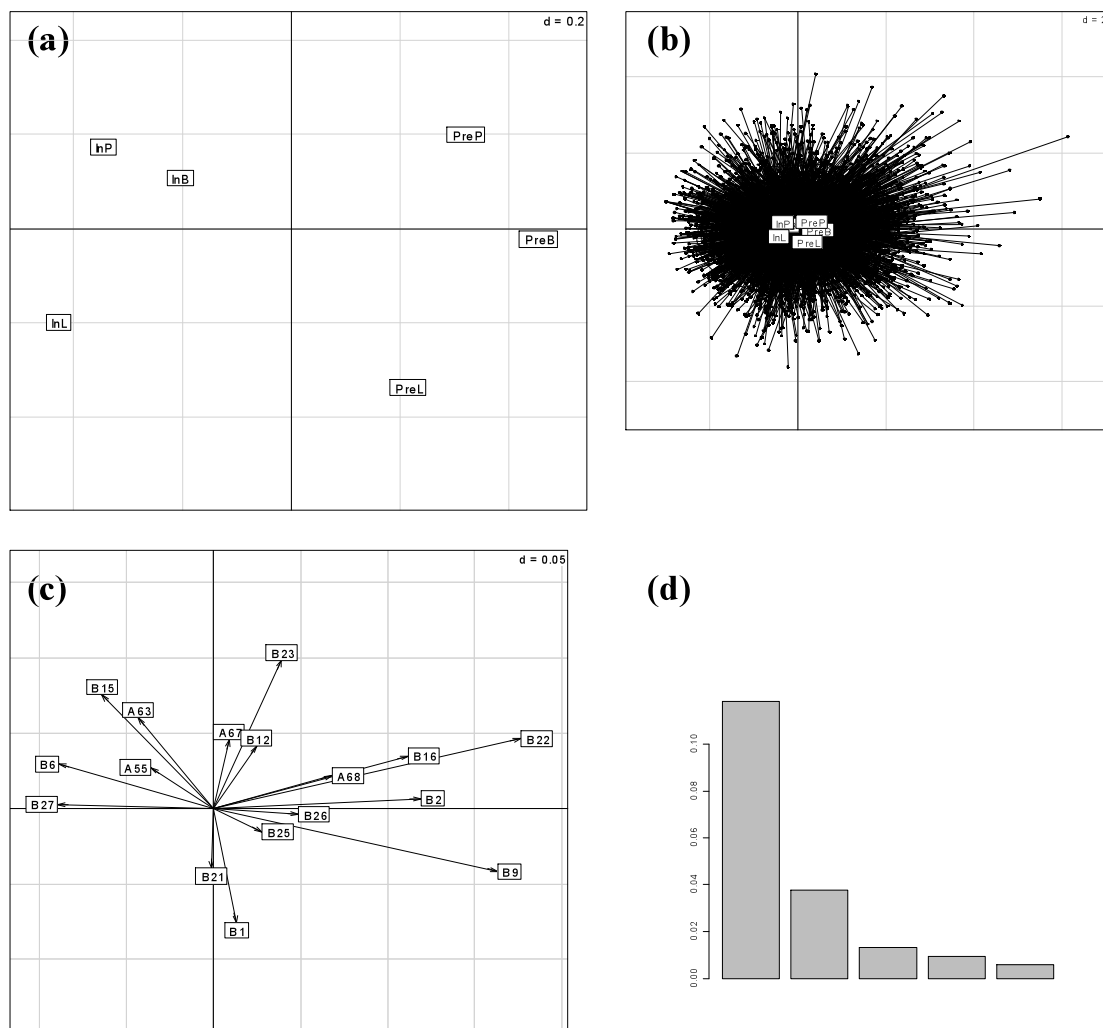 (a)
d = 0.2
InP
PreP
InB
PreB
InL
PreL
(b)
d = 2
InP
PreP
PreB
InL
PreL
(c)
d = 0.05
B23
B15
A63
A67
B12
B22
B16
B6
A55
A68
B2
B27
B26
B25
B9
B21
B1
(d)
0.10
0.08
0.06
0.04
0.02
0.00